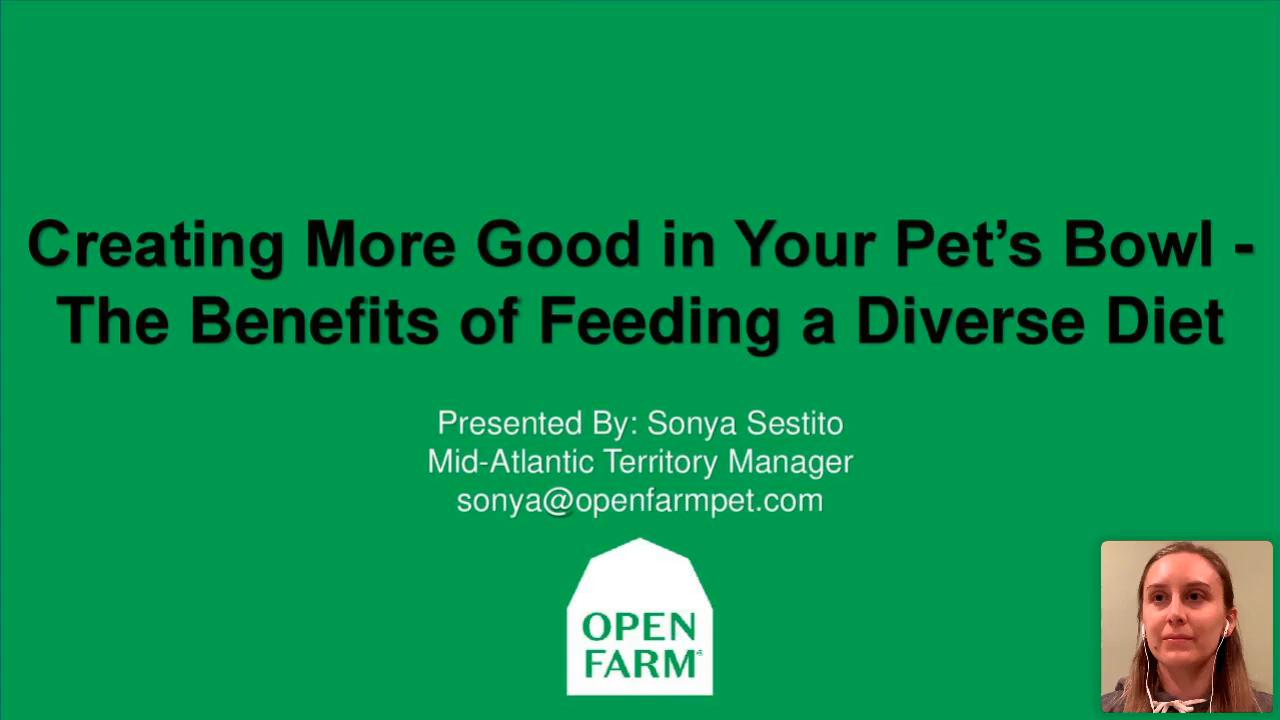 Creating More Good in Your Pet’s Bowl -
The Benefits of Feeding a Diverse Diet
Presented By: Sonya Sestito
Mid-Atlantic Territory Manager
sonya@openfarmpet.com
OPEN
FARM®